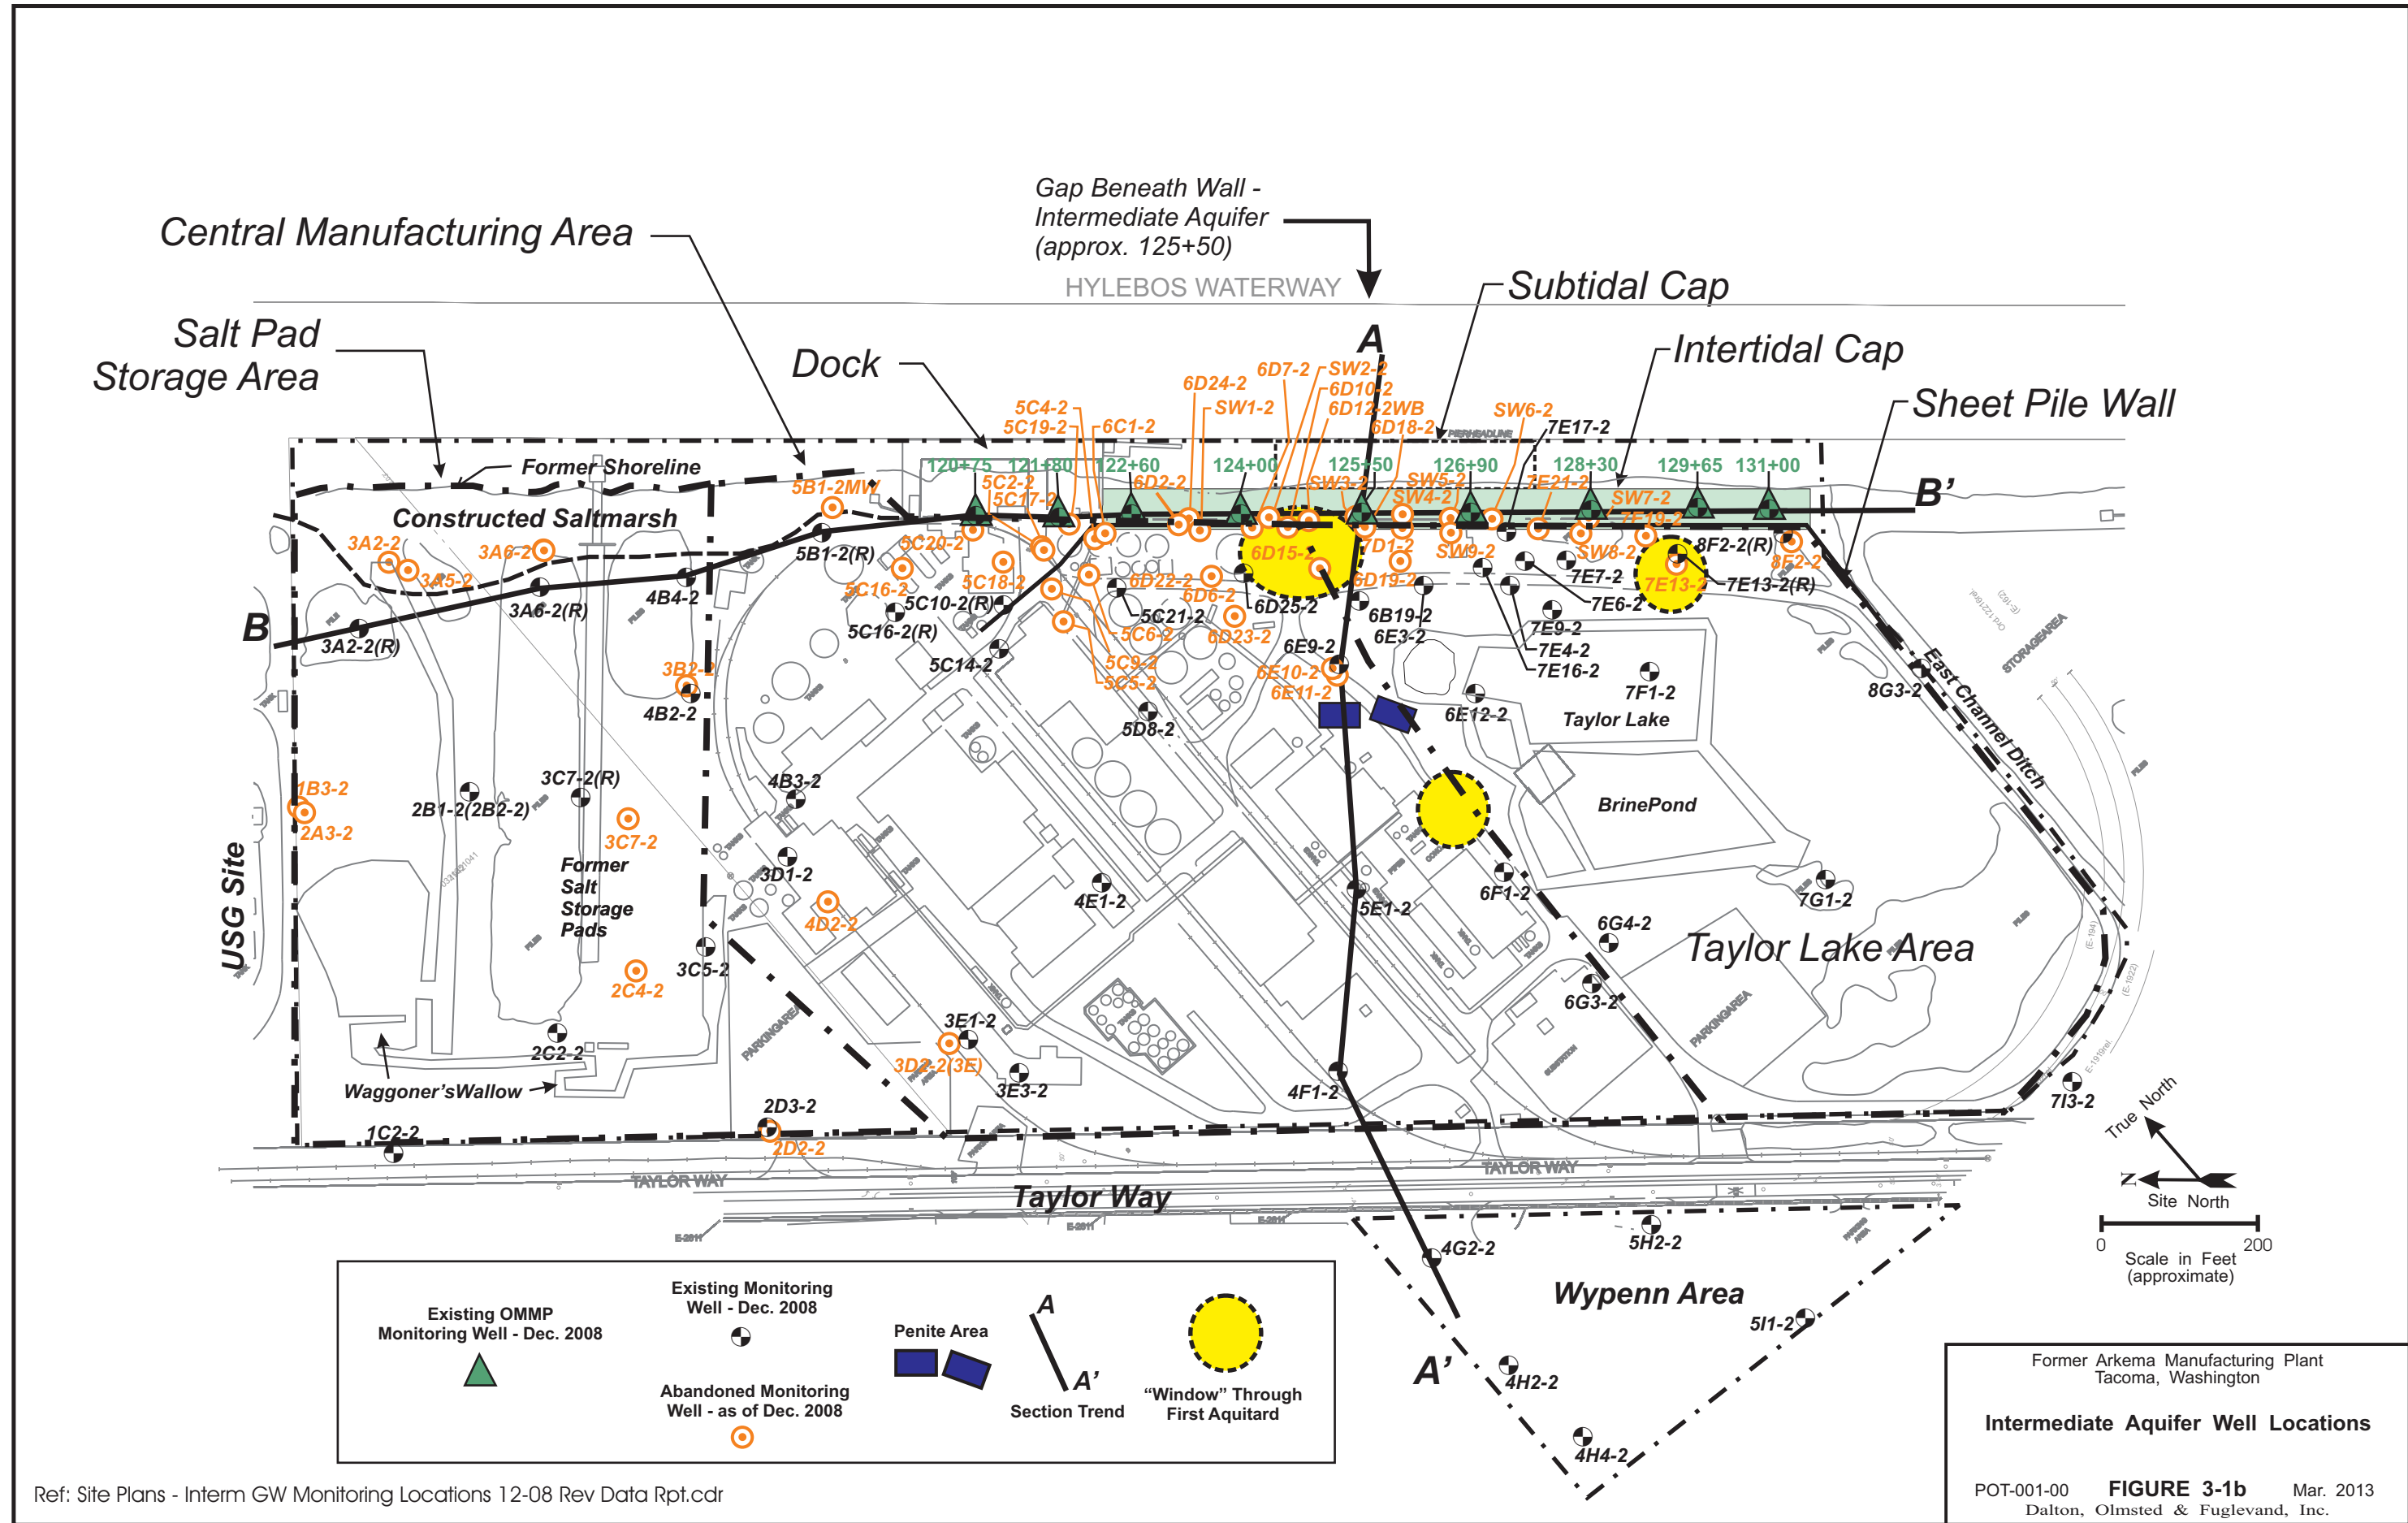 Gap Beneath Wall -
Intermediate Aquifer
(approx. 125+50)
Central Manufacturing Area
HYLEBOS WATERWAY
Subtidal Cap
Salt Pad
Storage Area
A
Dock
Intertidal Cap
Sheet Pile Wall
6D24-2
6D7-2
SW2-2
6D10-2
5C4-2
SW1-2
6D12-2WB
SW6-2
5C19-2
6C1-2
6D18-2
7E17-2
PIERHEADLINE
Former Shoreline
120+75
121+80
122+60
124+00
125+50
126+90
128+30
129+65
131+00
5B1-2MW
5C2-2
6D2-2
SW3-2
SW5-2
7E21-2
5C17-2
SW4-2
SW7-2
B'
Constructed Saltmarsh
7F19-2
3A2-2
3A6-2
5B1-2(R)
5C20-2
6D15-2
7D1-2
SW9-2
SW8-2
8F2-2(R)
8E2-2
3A5-2
5C16-2
5C18-2
6D22-2
6D19-2
7E7-2
7E13-2
7E13-2(R)
3A6-2(R)
4B4-2
5C10-2(R)
6D6-2
6D25-2
7E6-2
B
5C16-2(R)
5C21-2
6B19-2
7E9-2
3A2-2(R)
5C6-2
6D23-2
6E3-2
7E4-2
5C14-2
5C9-2
6E9-2
7E16-2
3B2-2
5C5-2
6E10-2
6E11-2
7F1-2
8G3-2
4B2-2
5D8-2
6E12-2
Taylor Lake
East Channel Ditch
STORAGEAREA
1B3-2
2A3-2
2B1-2(2B2-2)
3C7-2(R)
4B3-2
BrinePond
3C7-2
USG Site
Former
Salt
Storage
Pads
3D1-2
4D2-2
4E1-2
5E1-2
6F1-2
7G1-2
3C5-2
2C4-2
6G4-2
Taylor Lake Area
6G3-2
PARKINGAREA
PARKINGAREA
SUBSTATION
2C2-2
3E1-2
3D2-2(3E)
3E3-2
4F1-2
7I3-2
Waggoner'sWallow
2D3-2
2D2-2
1C2-2
True North
N
Site North
0
200
Scale in Feet
(approximate)
TAYLOR WAY
TAYLOR WAY
Taylor Way
E-2811
E-2811
E-2811
4G2-2
5H2-2
Wypenn Area
5I1-2
A'
4H2-2
4H4-2
Existing OMMP
Monitoring Well - Dec. 2008
Existing Monitoring
Well - Dec. 2008
Abandoned Monitoring
Well - as of Dec. 2008
Penite Area
A
A'
Section Trend
“Window” Through
First Aquitard
Former Arkema Manufacturing Plant
Tacoma, Washington
Intermediate Aquifer Well Locations
POT-001-00 FIGURE 3-1b Mar. 2013
Dalton, Olmsted & Fuglevand, Inc.
Ref: Site Plans - Interm GW Monitoring Locations 12-08 Rev Data Rpt.cdr